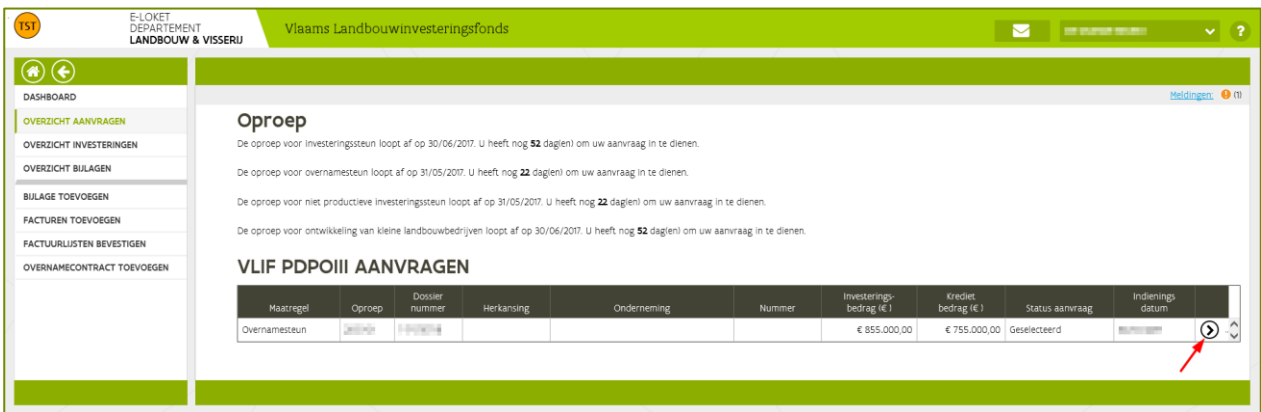 TST
E-LOKET
DEPARTEMENT
LANDBOUW & VISSERIJ
Vlaams Landbouwinvesteringsfonds
?
DASHBOARD
Meldingen: (1)
OVERZICHT AANVRAGEN
OVERZICHT INVESTERINGEN
OVERZICHT BIJLAGEN
BIJLAGE TOEVOEGEN
FACTUREN TOEVOEGEN
FACTUURLIJSTEN BEVESTIGEN
OVERNAMECONTRACT TOEVOEGEN
Oproep
De oproep voor investeringssteun loopt af op 30/06/2017. U heeft nog 52 dag(en) om uw aanvraag in te dienen.
De oproep voor overnamesteun loopt af op 31/05/2017. U heeft nog 22 dag(en) om uw aanvraag in te dienen.
De oproep voor niet productieve investeringssteun loopt af op 31/05/2017. U heeft nog 22 dag(en) om uw aanvraag in te dienen.
De oproep voor ontwikkeling van kleine landbouwbedrijven loopt af op 30/06/2017. U heeft nog 52 dag(en) om uw aanvraag in te dienen.
VLIF PDPOIII AANVRAGEN
Maatregel Oproep Dossier nummer Herkansing Onderneming Nummer Investerings- bedrag (€ ) Krediet bedrag (€ ) Status aanvraag Indienings datum
Overnamesteun € 855.000,00 € 755.000,00 Geselecteerd